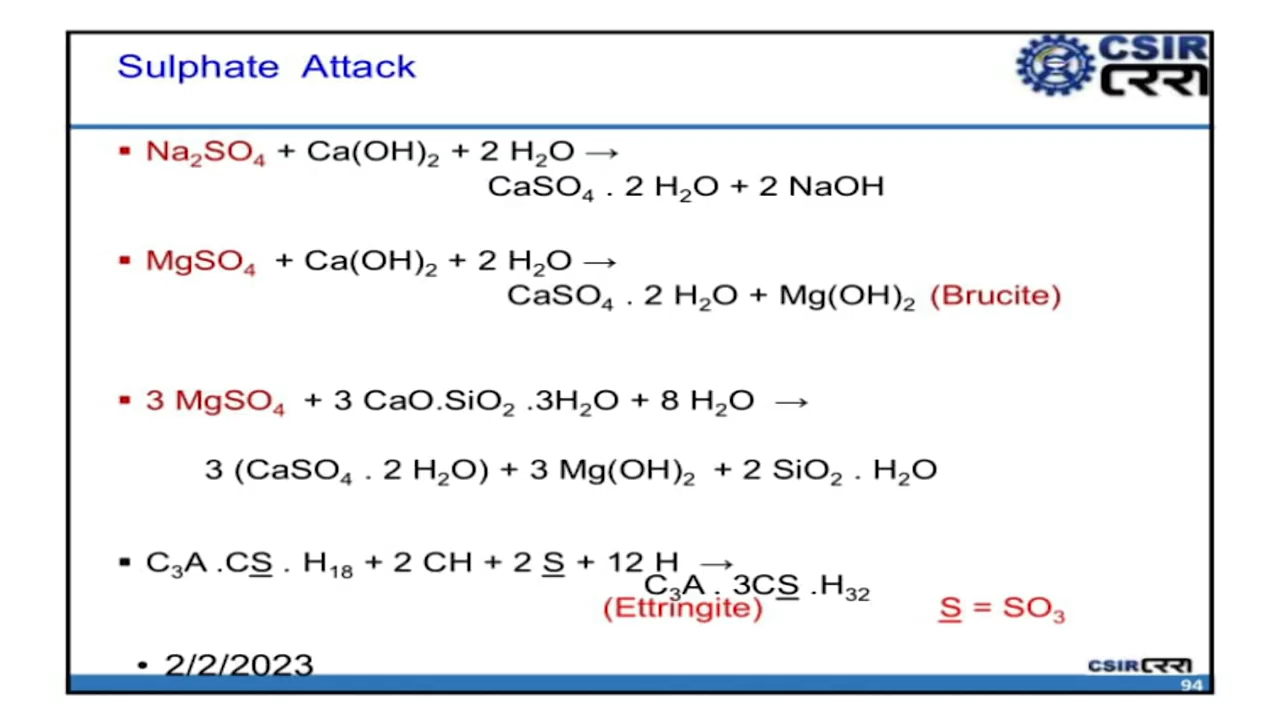 Sulphate Attack
CSIR
CRRI
▪ Na₂SO₄ + Ca(OH)₂ + 2 H₂O →
CaSO₄ . 2 H₂O + 2 NaOH
▪ MgSO₄ + Ca(OH)₂ + 2 H₂O →
CaSO₄ . 2 H₂O + Mg(OH)₂ (Brucite)
▪ 3 MgSO₄ + 3 CaO.SiO₂ .3H₂O + 8 H₂O →
3 (CaSO₄ . 2 H₂O) + 3 Mg(OH)₂ + 2 SiO₂ . H₂O
▪ C₃A .CS̲ . H₁₈ + 2 CH + 2 S̲ + 12 H →
C₃A . 3CS̲ .H₃₂
(Ettringite) S̲ = SO₃
• 2/2/2023
CSIR
94